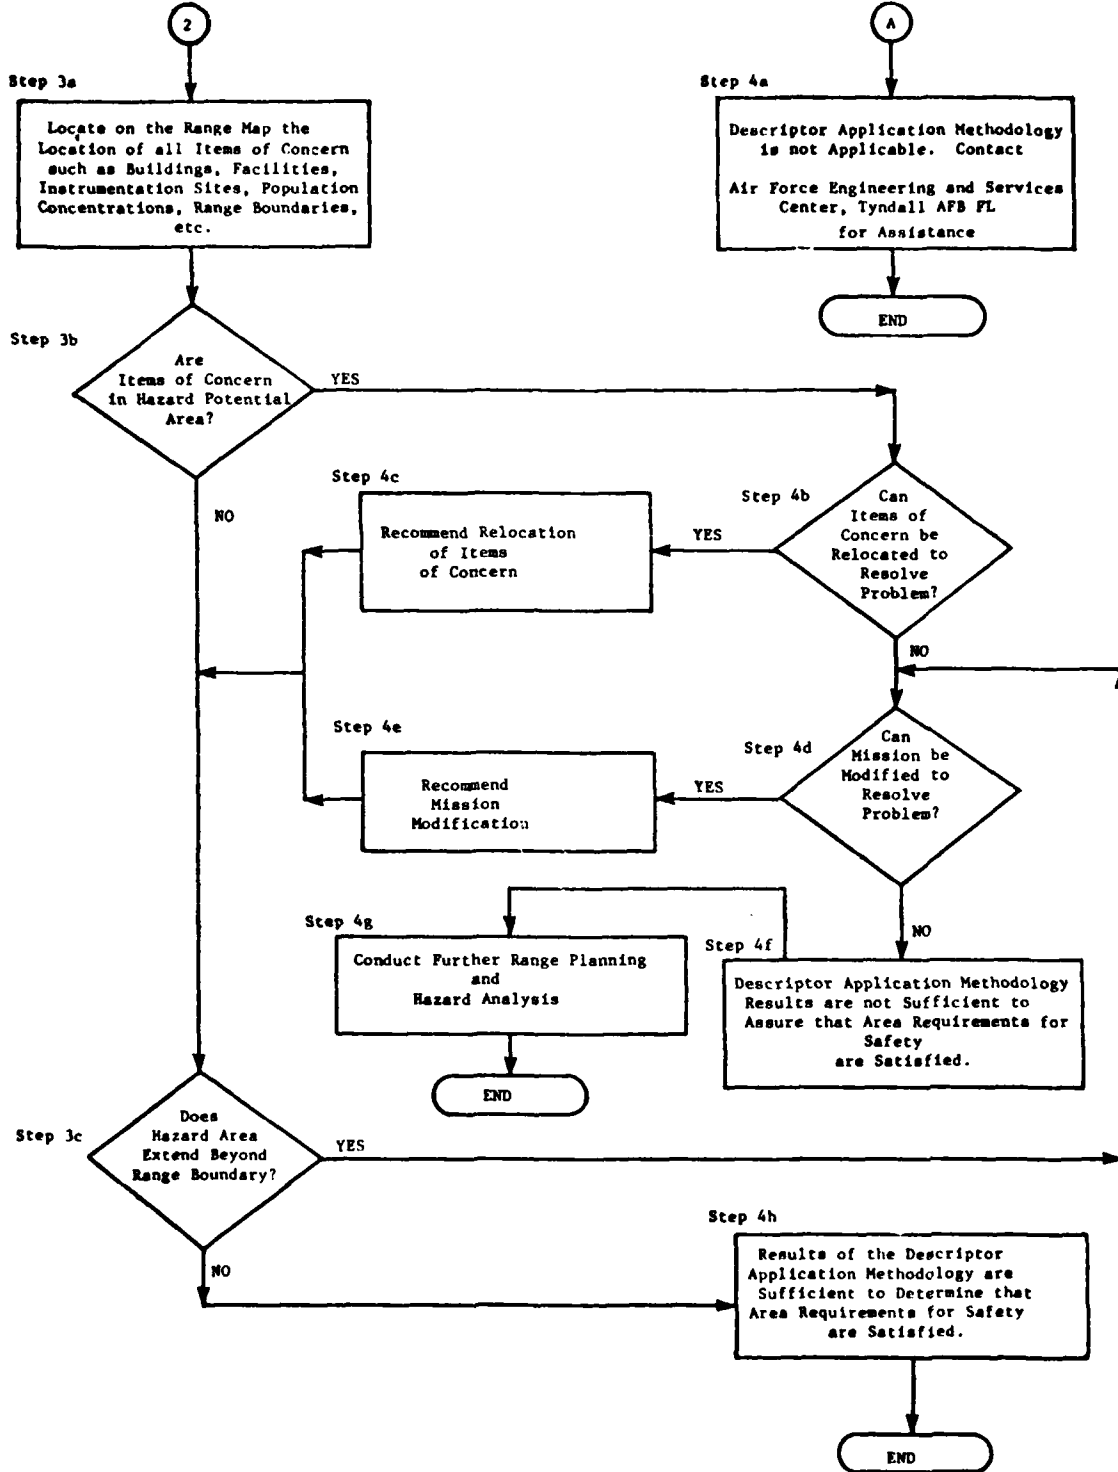 2
Step 3a
Locate on the Range Map the
Location of all Items of Concern
such as Buildings, Facilities,
Instrumentation Sites, Population
Concentrations, Range Boundaries,
etc.
A
Step 4a
Descriptor Application Methodology
is not Applicable. Contact
Air Force Engineering and Services
Center, Tyndall AFB FL
for Assistance
END
Step 3b
Are
Items of Concern
in Hazard Potential
Area?
YES
NO
Step 4b
Can
Items of
Concern be
Relocated to
Resolve
Problem?
YES
NO
Step 4c
Recommend Relocation
of Items
of Concern
Step 4d
Can
Mission be
Modified to
Resolve
Problem?
YES
NO
Step 4e
Recommend
Mission
Modification
Step 4f
Descriptor Application Methodology
Results are not Sufficient to
Assure that Area Requirements for
Safety
are Satisfied.
Step 4g
Conduct Further Range Planning
and
Hazard Analysis
END
Step 3c
Does
Hazard Area
Extend Beyond
Range Boundary?
YES
NO
Step 4h
Results of the Descriptor
Application Methodology are
Sufficient to Determine that
Area Requirements for Safety
are Satisfied.
END